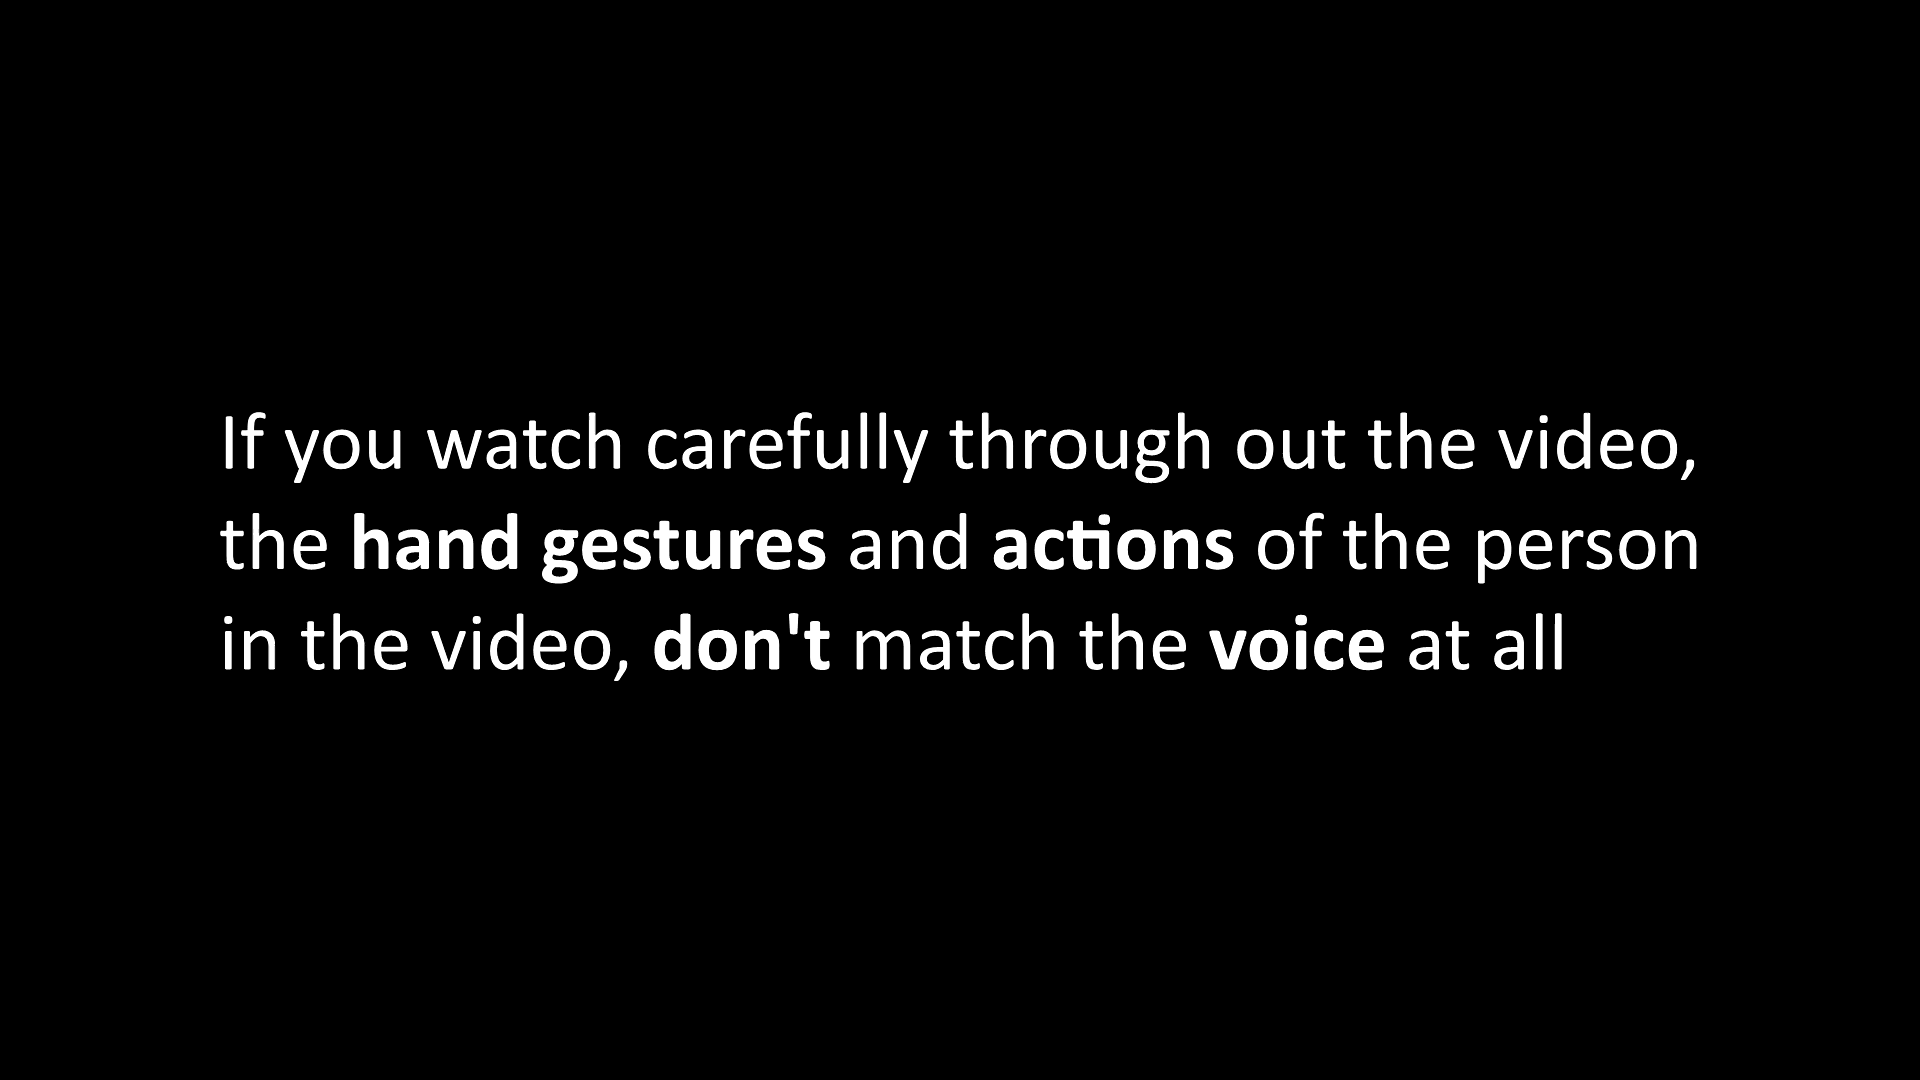 If you watch carefully through out the video,
the hand gestures and actions of the person
in the video, don't match the voice at all